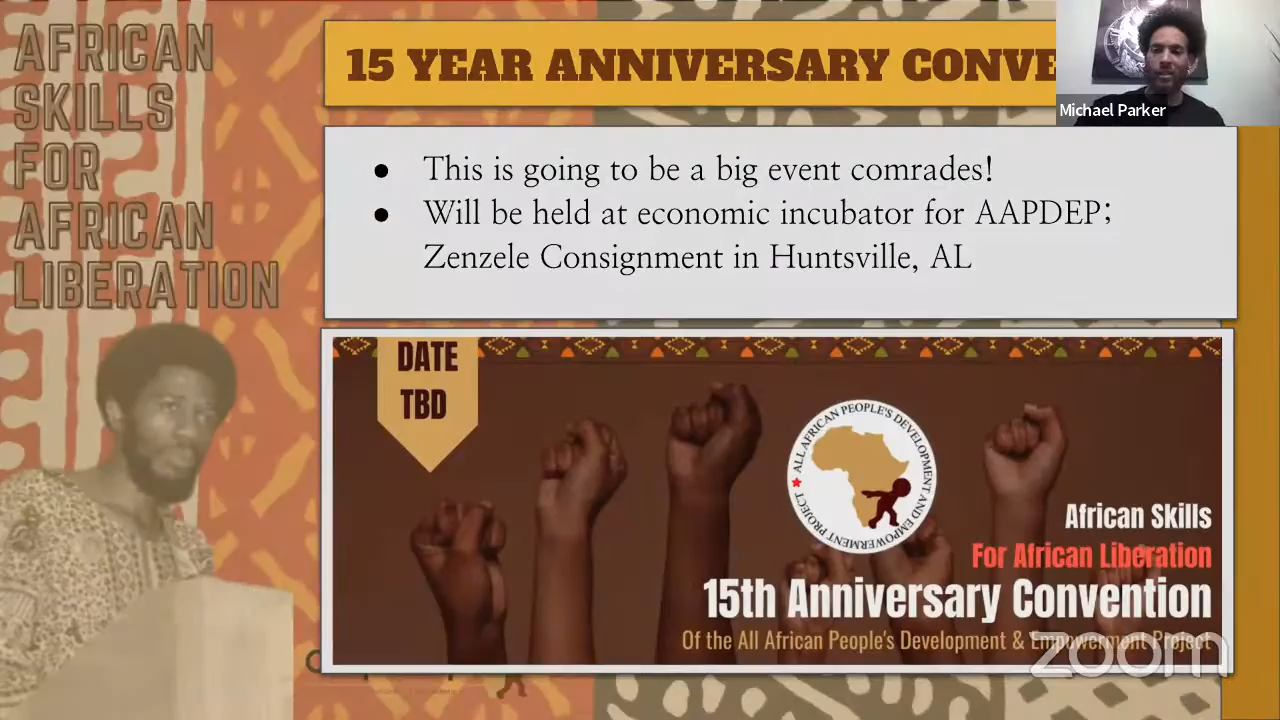 AFRICAN
SKILLS
FOR
AFRICAN
LIBERATION
15 YEAR ANNIVERSARY CONVE
Michael Parker
● This is going to be a big event comrades!
● Will be held at economic incubator for AAPDEP;
Zenzele Consignment in Huntsville, AL
DATE
TBD
ALL AFRICAN PEOPLE'S DEVELOPMENT AND EMPOWERMENT PROJECT
African Skills
For African Liberation
15th Anniversary Convention
Of the All African People's Development & Empowerment Project
zoom